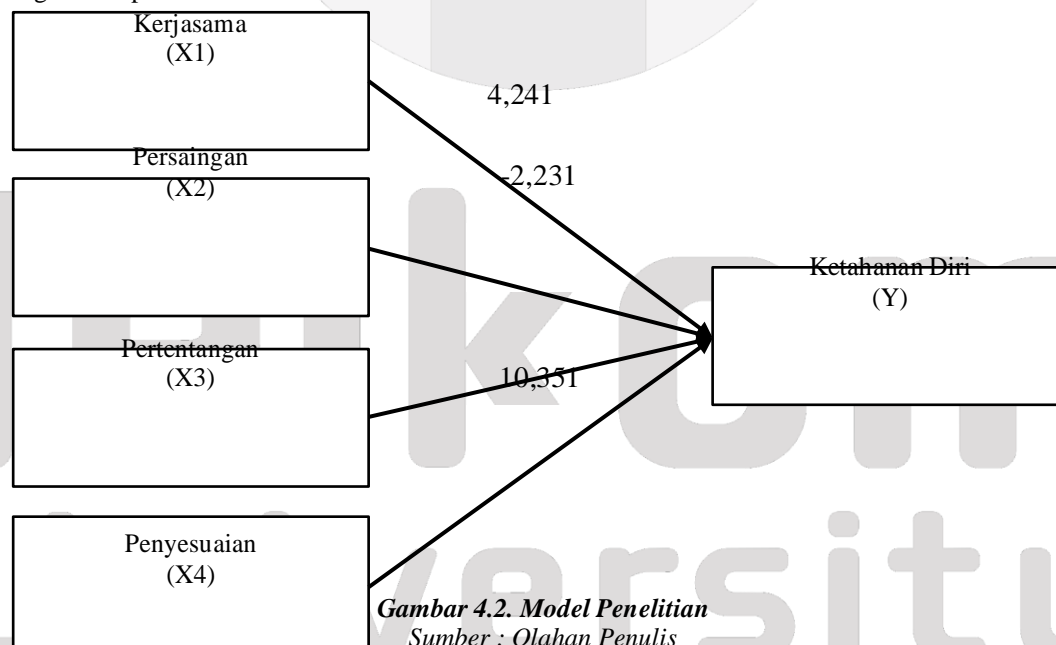 Kerjasama
(X1)
4,241
Persaingan
(X2)
-2,231
Ketahanan Diri
(Y)
Pertentangan
(X3)
10,351
Penyesuaian
(X4)
Gambar 4.2. Model Penelitian
Sumber : Olahan Penulis